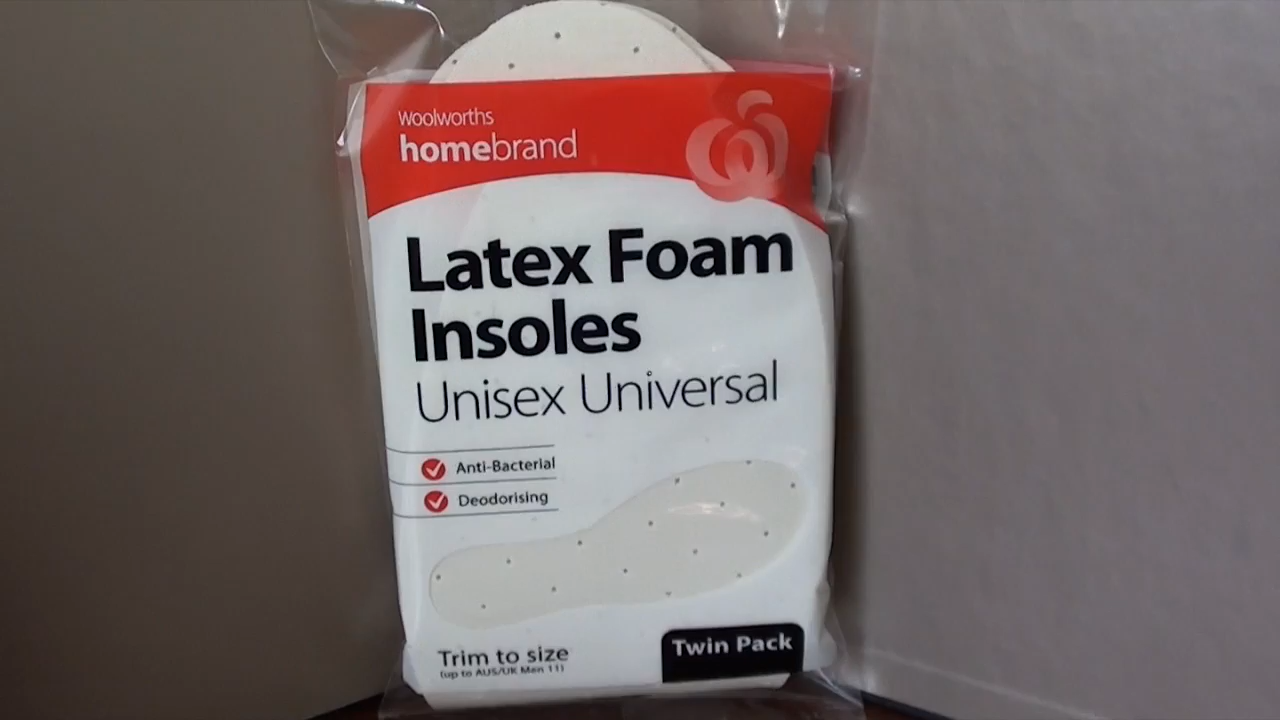 Woolworths
homebrand
Latex Foam
Insoles
Unisex Universal
Anti-Bacterial
Deodorising
Trim to size
(up to AUS/UK Men 11)
Twin Pack